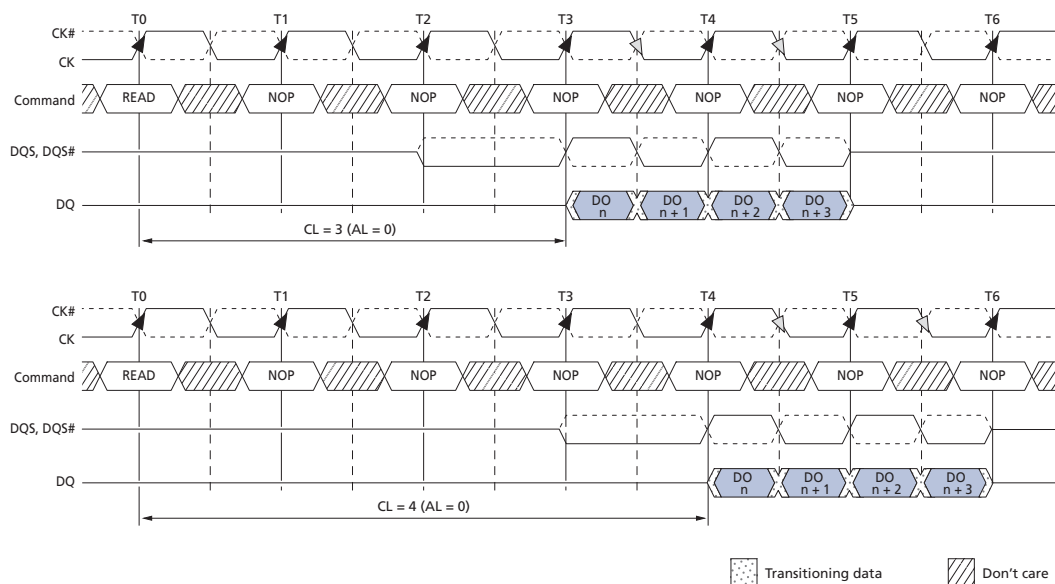 T0 T1 T2 T3 T4 T5 T6
CK#
CK
Command READ NOP NOP NOP NOP NOP NOP
DQS, DQS#
DQ DO n DO n + 1 DO n + 2 DO n + 3
CL = 3 (AL = 0)
T0 T1 T2 T3 T4 T5 T6
CK#
CK
Command READ NOP NOP NOP NOP NOP NOP
DQS, DQS#
DQ DO n DO n + 1 DO n + 2 DO n + 3
CL = 4 (AL = 0)
Transitioning data Don't care